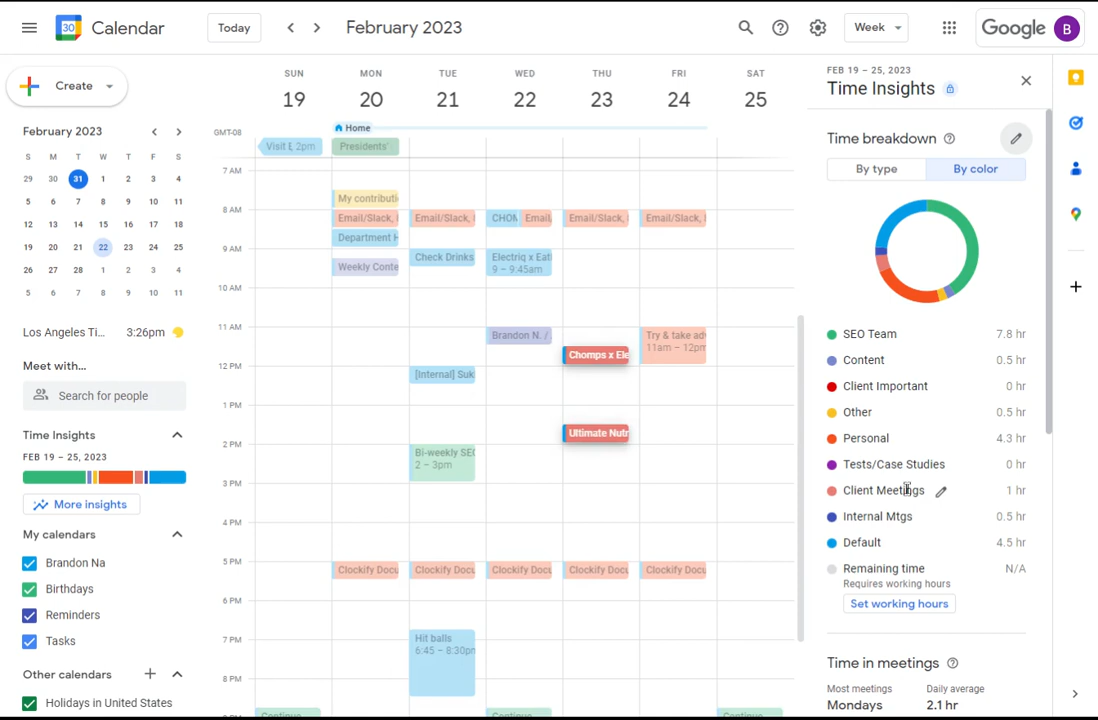 30
Calendar
Today
February 2023
Week
Google
B
Create
February 2023
S M T W T F S
29 30 31 1 2 3 4
5 6 7 8 9 10 11
12 13 14 15 16 17 18
19 20 21 22 23 24 25
26 27 28 1 2 3 4
5 6 7 8 9 10 11
Los Angeles Ti... 3:26pm
Meet with...
Search for people
Time Insights
FEB 19 – 25, 2023
More insights
My calendars
Brandon Na
Birthdays
Reminders
Tasks
Other calendars
Holidays in United States
SUN MON TUE WED THU FRI SAT
19 20 21 22 23 24 25
GMT-08
Home
Visit E 2pm
Presidents'
7 AM
My contributi
8 AM
Email/Slack, Email/Slack, CHOM Email Email/Slack, Email/Slack,
Department H
9 AM
Check Drinks
Electriq x Eati
9 – 9:45am
Weekly Conte
10 AM
11 AM
Brandon N. /
Try & take ad
11am – 12pm
Chomps x Ele
12 PM
[Internal] Suk
1 PM
Ultimate Nutr
2 PM
Bi-weekly SEO
2 – 3pm
3 PM
4 PM
5 PM
Clockify Docu Clockify Docu Clockify Docu Clockify Docu Clockify Docu
6 PM
7 PM
Hit balls
6:45 – 8:30pm
8 PM
Continue Continue Continue
FEB 19 – 25, 2023
Time Insights
Time breakdown
By type
By color
SEO Team 7.8 hr
Content 0.5 hr
Client Important 0 hr
Other 0.5 hr
Personal 4.3 hr
Tests/Case Studies 0 hr
Client Meetings 1 hr
Internal Mtgs 0.5 hr
Default 4.5 hr
Remaining time N/A
Requires working hours
Set working hours
Time in meetings
Most meetings Daily average
Mondays 2.1 hr